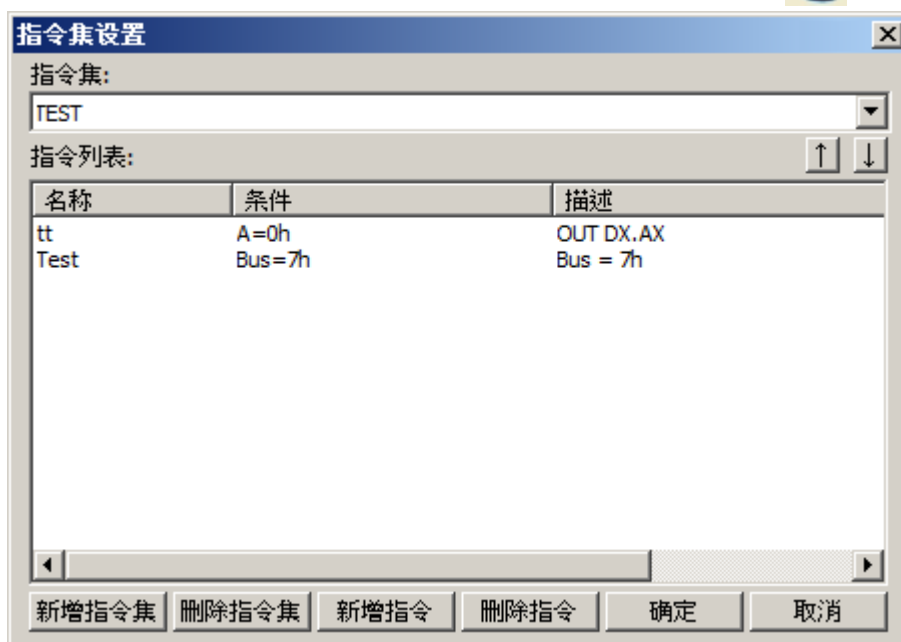 指令集设置
指令集:
TEST
指令列表: ↑ ↓
名称 条件 描述
tt A=0h OUT DX.AX
Test Bus=7h Bus = 7h
新增指令集 删除指令集 新增指令 删除指令 确定 取消